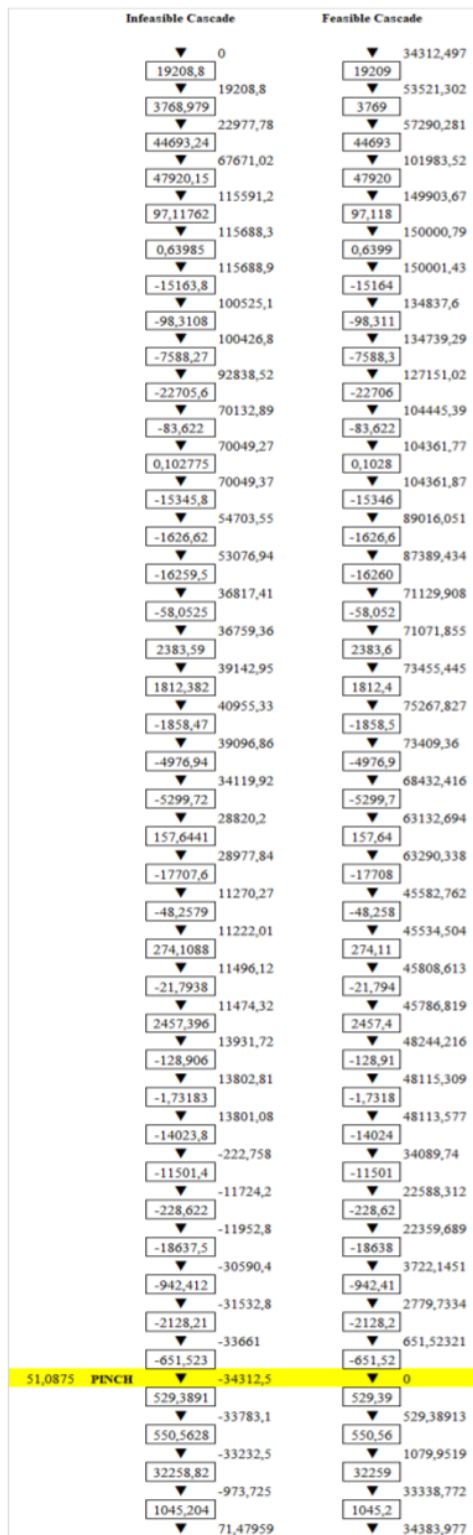 Infeasible Cascade Feasible Cascade
▼ 0 ▼ 34312,497
19208,8 19209
▼ 19208,8 ▼ 53521,302
3768,979 3769
▼ 22977,78 ▼ 57290,281
44693,24 44693
▼ 67671,02 ▼ 101983,52
47920,15 47920
▼ 115591,2 ▼ 149903,67
97,11762 97,118
▼ 115688,3 ▼ 150000,79
0,63985 0,6399
▼ 115688,9 ▼ 150001,43
-15163,8 -15164
▼ 100525,1 ▼ 134837,6
-98,3108 -98,311
▼ 100426,8 ▼ 134739,29
-7588,27 -7588,3
▼ 92838,52 ▼ 127151,02
-22705,6 -22706
▼ 70132,89 ▼ 104445,39
-83,622 -83,622
▼ 70049,27 ▼ 104361,77
0,102775 0,1028
▼ 70049,37 ▼ 104361,87
-15345,8 -15346
▼ 54703,55 ▼ 89016,051
-1626,62 -1626,6
▼ 53076,94 ▼ 87389,434
-16259,5 -16260
▼ 36817,41 ▼ 71129,908
-58,0525 -58,052
▼ 36759,36 ▼ 71071,855
2383,59 2383,6
▼ 39142,95 ▼ 73455,445
1812,382 1812,4
▼ 40955,33 ▼ 75267,827
-1858,47 -1858,5
▼ 39096,86 ▼ 73409,36
-4976,94 -4976,9
▼ 34119,92 ▼ 68432,416
-5299,72 -5299,7
▼ 28820,2 ▼ 63132,694
157,6441 157,64
▼ 28977,84 ▼ 63290,338
-17707,6 -17708
▼ 11270,27 ▼ 45582,762
-48,2579 -48,258
▼ 11222,01 ▼ 45534,504
274,1088 274,11
▼ 11496,12 ▼ 45808,613
-21,7938 -21,794
▼ 11474,32 ▼ 45786,819
2457,396 2457,4
▼ 13931,72 ▼ 48244,216
-128,906 -128,91
▼ 13802,81 ▼ 48115,309
-1,73183 -1,7318
▼ 13801,08 ▼ 48113,577
-14023,8 -14024
▼ -222,758 ▼ 34089,74
-11501,4 -11501
▼ -11724,2 ▼ 22588,312
-228,622 -228,62
▼ -11952,8 ▼ 22359,689
-18637,5 -18638
▼ -30590,4 ▼ 3722,1451
-942,412 -942,41
▼ -31532,8 ▼ 2779,7334
-2128,21 -2128,2
▼ -33661 ▼ 651,52321
-651,523 -651,52
51,0875 PINCH ▼ -34312,5 ▼ 0
529,3891 529,39
▼ -33783,1 ▼ 529,38913
550,5628 550,56
▼ -33232,5 ▼ 1079,9519
32258,82 32259
▼ -973,725 ▼ 33338,772
1045,204 1045,2
▼ 71,47959 ▼ 34383,977